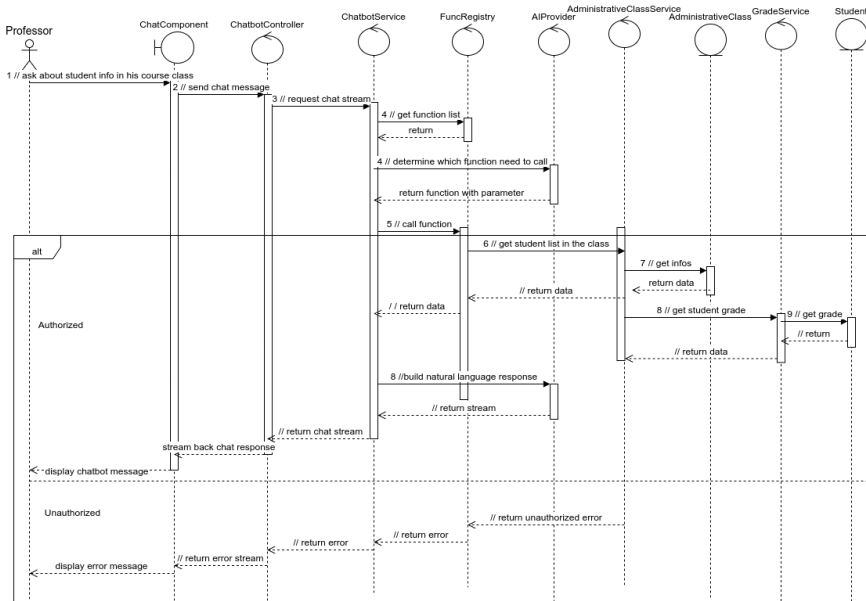 Professor
ChatComponent
ChatbotController
ChatbotService
FuncRegistry
AIProvider
AdministrativeClassService
AdministrativeClass
GradeService
Student
1 // ask about student info in his course class
2 // send chat message
3 // request chat stream
4 // get function list
return
4 // determine which function need to call
return function with parameter
5 // call function
alt
6 // get student list in the class
7 // get infos
return data
// return data
/ / return data
8 // get student grade
9 // get grade
Authorized
// return
// return data
8 //build natural language response
// return stream
// return chat stream
stream back chat response
display chatbot message
Unauthorized
// return unauthorized error
// return error
// return error
// return error stream
display error message